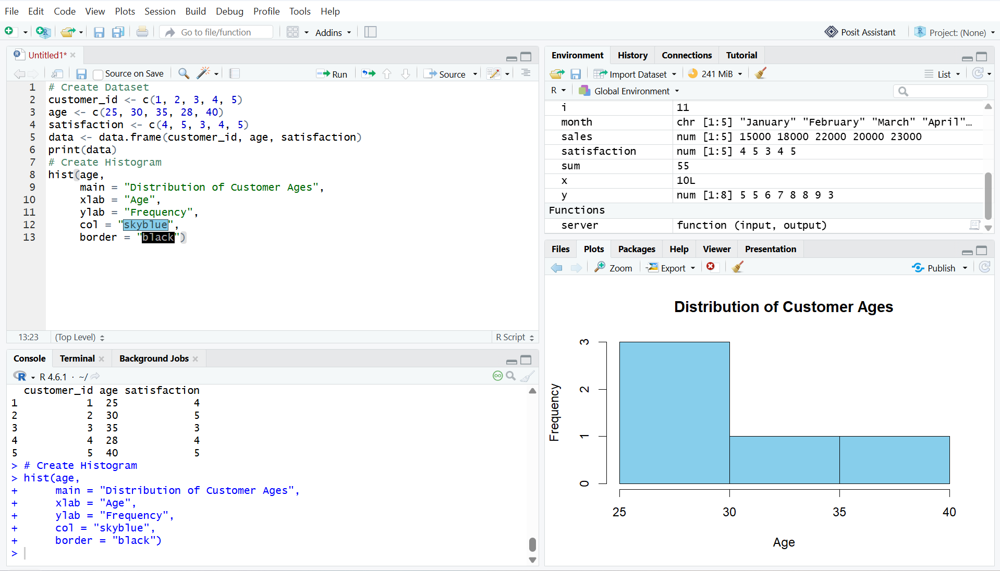 File Edit Code View Plots Session Build Debug Profile Tools Help
Go to file/function Addins Posit Assistant Project: (None)
Untitled1*
Source on Save Run Source
1 # Create Dataset
2 customer_id <- c(1, 2, 3, 4, 5)
3 age <- c(25, 30, 35, 28, 40)
4 satisfaction <- c(4, 5, 3, 4, 5)
5 data <- data.frame(customer_id, age, satisfaction)
6 print(data)
7 # Create Histogram
8 hist(age,
9 main = "Distribution of Customer Ages",
10 xlab = "Age",
11 ylab = "Frequency",
12 col = "skyblue",
13 border = "black")
13:23 (Top Level) R Script
Console Terminal Background Jobs
R R 4.6.1 · ~/
customer_id age satisfaction
1 1 25 4
2 2 30 5
3 3 35 3
4 4 28 4
5 5 40 5
> # Create Histogram
> hist(age,
+ main = "Distribution of Customer Ages",
+ xlab = "Age",
+ ylab = "Frequency",
+ col = "skyblue",
+ border = "black")
>
Environment History Connections Tutorial
Import Dataset 241 MiB List
R Global Environment
i 11
month chr [1:5] "January" "February" "March" "April"…
sales num [1:5] 15000 18000 22000 20000 23000
satisfaction num [1:5] 4 5 3 4 5
sum 55
x 10L
y num [1:8] 5 5 6 7 8 8 9 3
Functions
server function (input, output)
Files Plots Packages Help Viewer Presentation
Zoom Export Publish
Distribution of Customer Ages
Frequency
3
2
1
0
25 30 35 40
Age